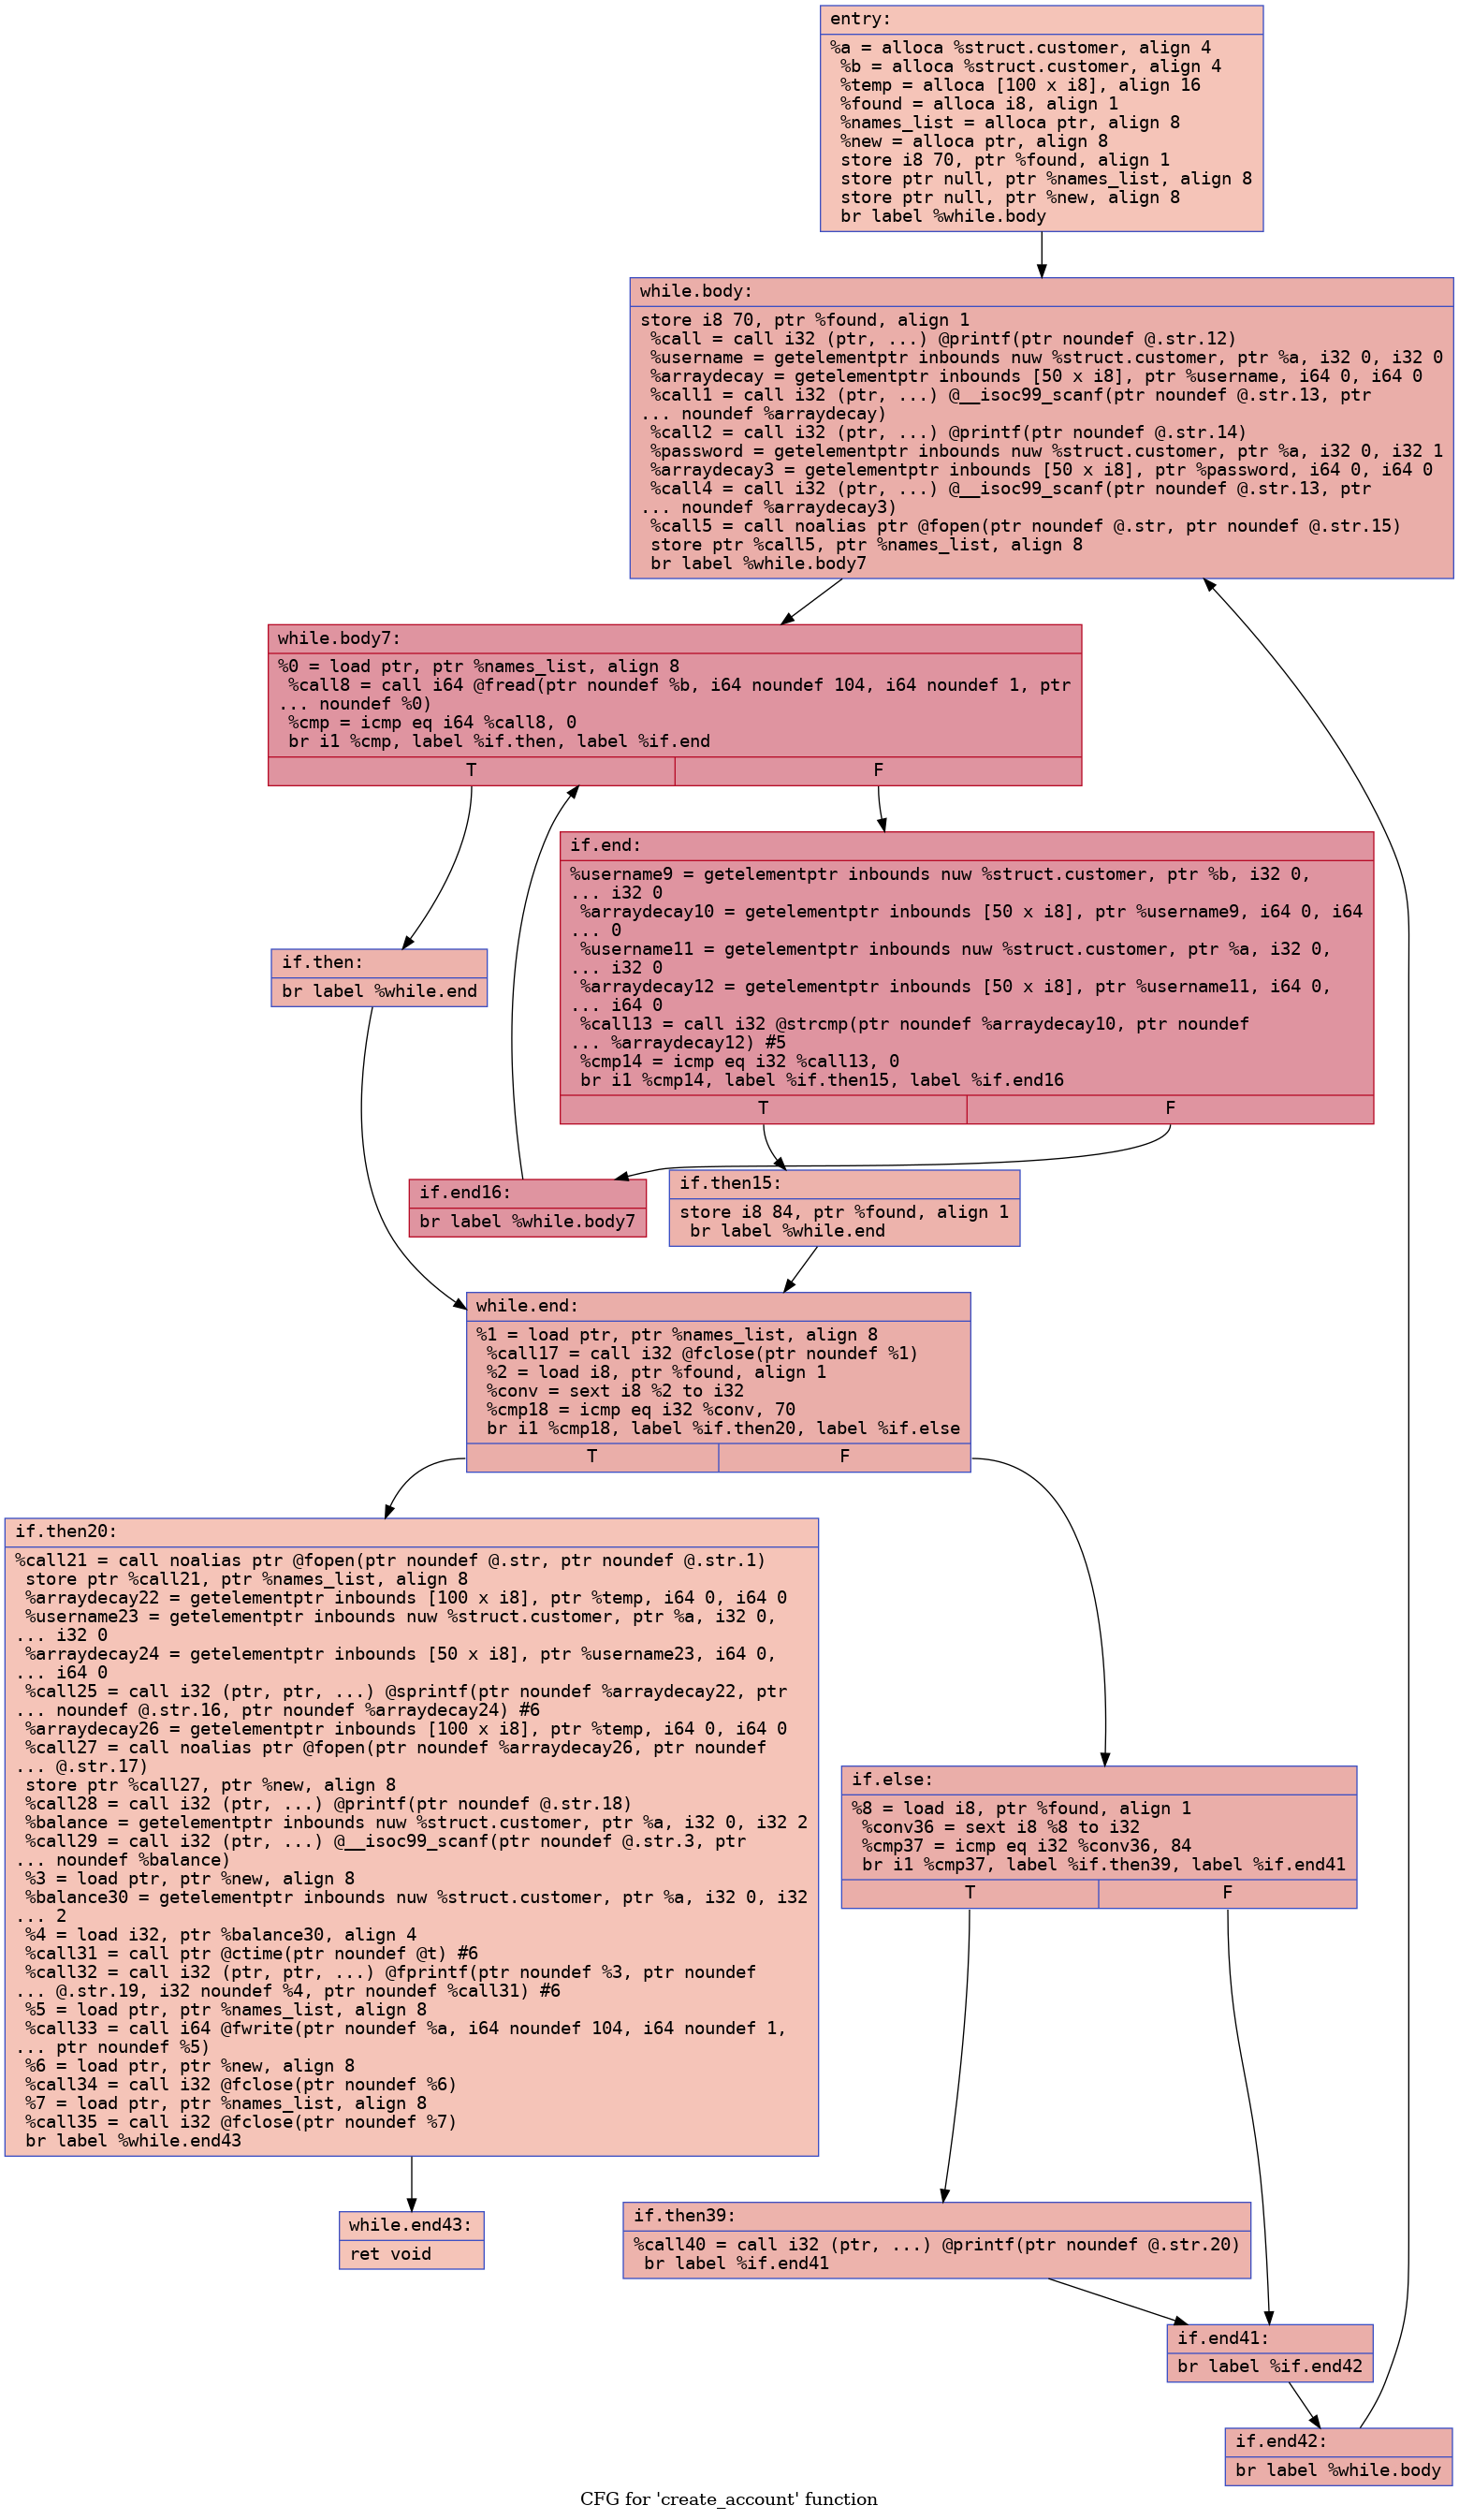 entry:
%a = alloca %struct.customer, align 4
%b = alloca %struct.customer, align 4
%temp = alloca [100 x i8], align 16
%found = alloca i8, align 1
%names_list = alloca ptr, align 8
%new = alloca ptr, align 8
store i8 70, ptr %found, align 1
store ptr null, ptr %names_list, align 8
store ptr null, ptr %new, align 8
br label %while.body
while.body:
store i8 70, ptr %found, align 1
%call = call i32 (ptr, ...) @printf(ptr noundef @.str.12)
%username = getelementptr inbounds nuw %struct.customer, ptr %a, i32 0, i32 0
%arraydecay = getelementptr inbounds [50 x i8], ptr %username, i64 0, i64 0
%call1 = call i32 (ptr, ...) @__isoc99_scanf(ptr noundef @.str.13, ptr
... noundef %arraydecay)
%call2 = call i32 (ptr, ...) @printf(ptr noundef @.str.14)
%password = getelementptr inbounds nuw %struct.customer, ptr %a, i32 0, i32 1
%arraydecay3 = getelementptr inbounds [50 x i8], ptr %password, i64 0, i64 0
%call4 = call i32 (ptr, ...) @__isoc99_scanf(ptr noundef @.str.13, ptr
... noundef %arraydecay3)
%call5 = call noalias ptr @fopen(ptr noundef @.str, ptr noundef @.str.15)
store ptr %call5, ptr %names_list, align 8
br label %while.body7
while.body7:
%0 = load ptr, ptr %names_list, align 8
%call8 = call i64 @fread(ptr noundef %b, i64 noundef 104, i64 noundef 1, ptr
... noundef %0)
%cmp = icmp eq i64 %call8, 0
br i1 %cmp, label %if.then, label %if.end
T F
if.end:
%username9 = getelementptr inbounds nuw %struct.customer, ptr %b, i32 0,
... i32 0
%arraydecay10 = getelementptr inbounds [50 x i8], ptr %username9, i64 0, i64
... 0
%username11 = getelementptr inbounds nuw %struct.customer, ptr %a, i32 0,
... i32 0
%arraydecay12 = getelementptr inbounds [50 x i8], ptr %username11, i64 0,
... i64 0
%call13 = call i32 @strcmp(ptr noundef %arraydecay10, ptr noundef
... %arraydecay12) #5
%cmp14 = icmp eq i32 %call13, 0
br i1 %cmp14, label %if.then15, label %if.end16
T F
if.then:
br label %while.end
if.end16:
br label %while.body7
if.then15:
store i8 84, ptr %found, align 1
br label %while.end
while.end:
%1 = load ptr, ptr %names_list, align 8
%call17 = call i32 @fclose(ptr noundef %1)
%2 = load i8, ptr %found, align 1
%conv = sext i8 %2 to i32
%cmp18 = icmp eq i32 %conv, 70
br i1 %cmp18, label %if.then20, label %if.else
T F
if.then20:
%call21 = call noalias ptr @fopen(ptr noundef @.str, ptr noundef @.str.1)
store ptr %call21, ptr %names_list, align 8
%arraydecay22 = getelementptr inbounds [100 x i8], ptr %temp, i64 0, i64 0
%username23 = getelementptr inbounds nuw %struct.customer, ptr %a, i32 0,
... i32 0
%arraydecay24 = getelementptr inbounds [50 x i8], ptr %username23, i64 0,
... i64 0
%call25 = call i32 (ptr, ptr, ...) @sprintf(ptr noundef %arraydecay22, ptr
... noundef @.str.16, ptr noundef %arraydecay24) #6
%arraydecay26 = getelementptr inbounds [100 x i8], ptr %temp, i64 0, i64 0
%call27 = call noalias ptr @fopen(ptr noundef %arraydecay26, ptr noundef
... @.str.17)
store ptr %call27, ptr %new, align 8
%call28 = call i32 (ptr, ...) @printf(ptr noundef @.str.18)
%balance = getelementptr inbounds nuw %struct.customer, ptr %a, i32 0, i32 2
%call29 = call i32 (ptr, ...) @__isoc99_scanf(ptr noundef @.str.3, ptr
... noundef %balance)
%3 = load ptr, ptr %new, align 8
%balance30 = getelementptr inbounds nuw %struct.customer, ptr %a, i32 0, i32
... 2
%4 = load i32, ptr %balance30, align 4
%call31 = call ptr @ctime(ptr noundef @t) #6
%call32 = call i32 (ptr, ptr, ...) @fprintf(ptr noundef %3, ptr noundef
... @.str.19, i32 noundef %4, ptr noundef %call31) #6
%5 = load ptr, ptr %names_list, align 8
%call33 = call i64 @fwrite(ptr noundef %a, i64 noundef 104, i64 noundef 1,
... ptr noundef %5)
%6 = load ptr, ptr %new, align 8
%call34 = call i32 @fclose(ptr noundef %6)
%7 = load ptr, ptr %names_list, align 8
%call35 = call i32 @fclose(ptr noundef %7)
br label %while.end43
if.else:
%8 = load i8, ptr %found, align 1
%conv36 = sext i8 %8 to i32
%cmp37 = icmp eq i32 %conv36, 84
br i1 %cmp37, label %if.then39, label %if.end41
T F
while.end43:
ret void
if.then39:
%call40 = call i32 (ptr, ...) @printf(ptr noundef @.str.20)
br label %if.end41
if.end41:
br label %if.end42
if.end42:
br label %while.body
CFG for 'create_account' function